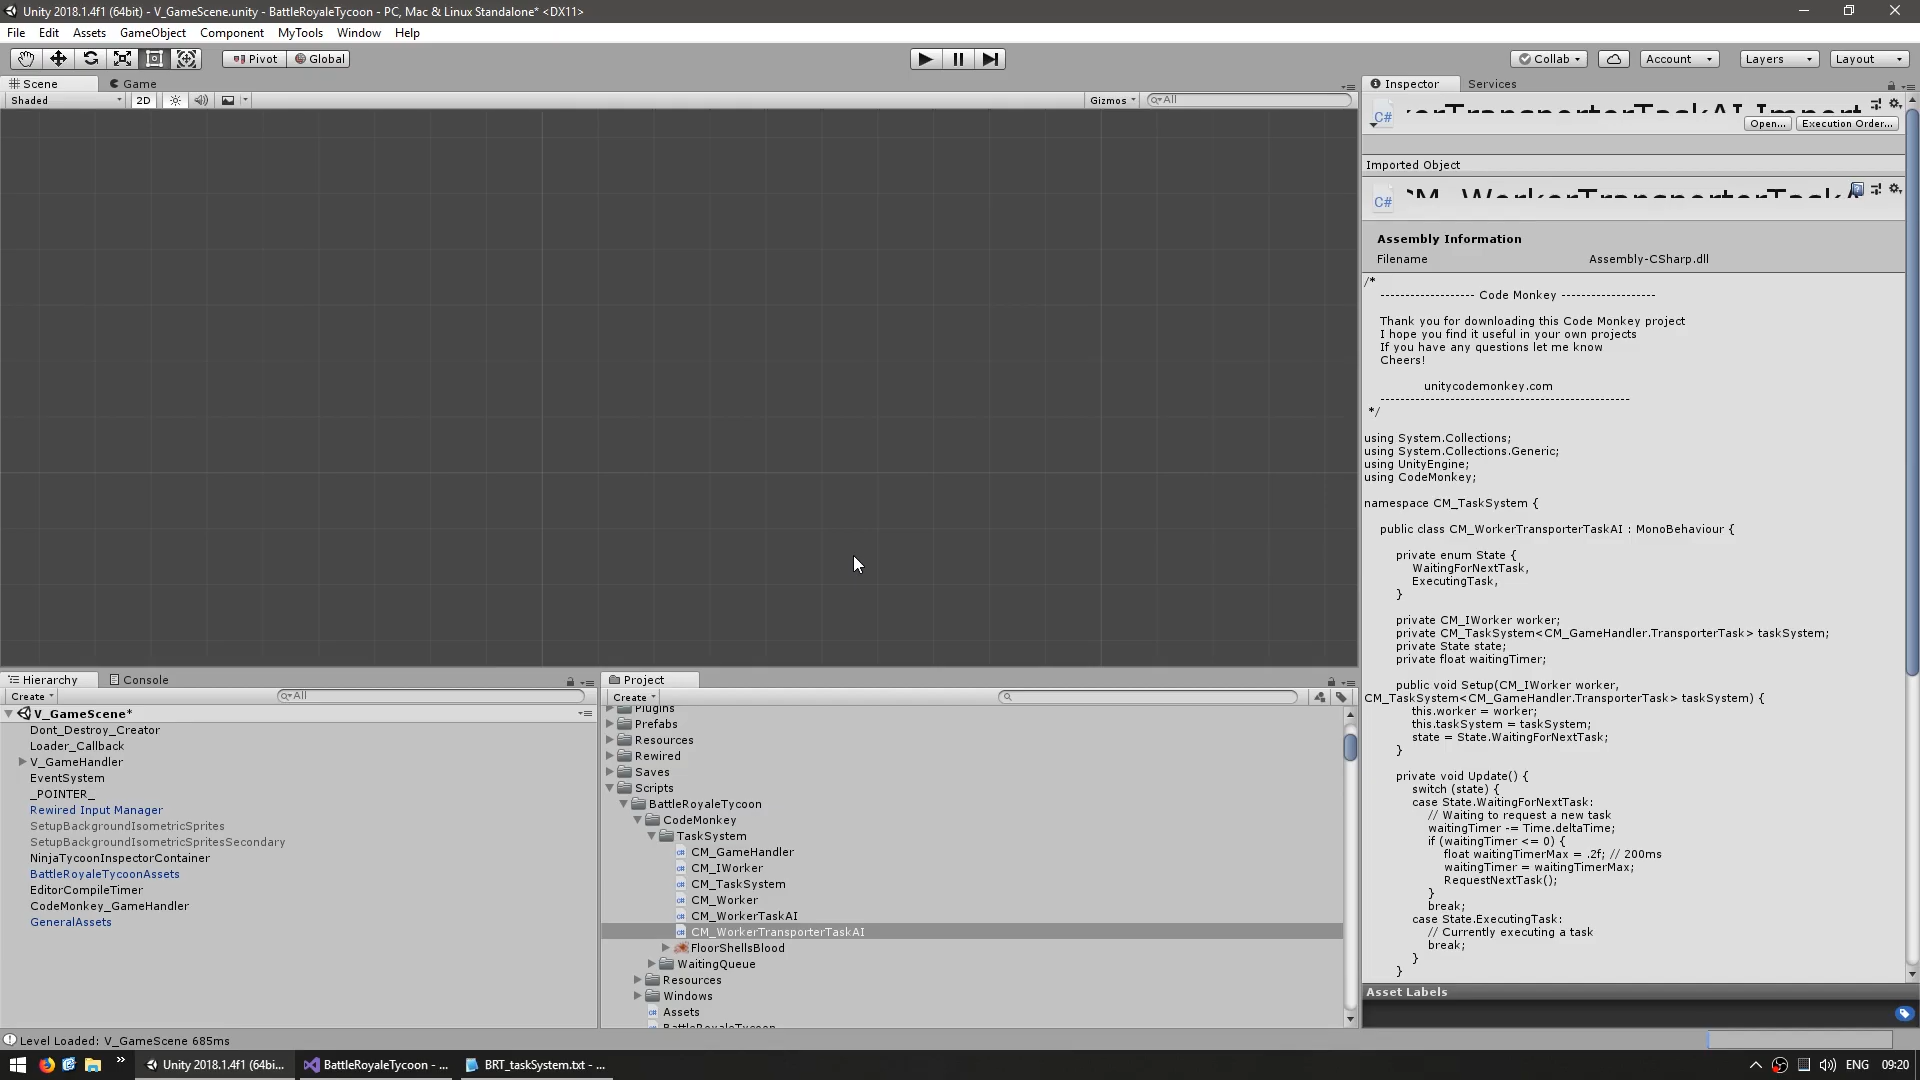 Unity 2018.1.4f1 (64bit) - V_GameScene.unity - BattleRoyaleTycoon - PC, Mac & Linux Standalone* <DX11>
File Edit Assets GameObject Component MyTools Window Help
Pivot Global
Collab Account Layers Layout
Scene Game
Shaded 2D Gizmos All
Inspector Services
Open... Execution Order...
Imported Object
C#
CM_WorkerTransporterTaskA
Assembly Information
Filename Assembly-CSharp.dll
/*
------------------- Code Monkey -------------------
Thank you for downloading this Code Monkey project
I hope you find it useful in your own projects
If you have any questions let me know
Cheers!
unitycodemonkey.com
--------------------------------------------------
*/
using System.Collections;
using System.Collections.Generic;
using UnityEngine;
using CodeMonkey;
namespace CM_TaskSystem {
public class CM_WorkerTransporterTaskAI : MonoBehaviour {
private enum State {
WaitingForNextTask,
ExecutingTask,
}
private CM_IWorker worker;
private CM_TaskSystem<CM_GameHandler.TransporterTask> taskSystem;
private State state;
private float waitingTimer;
public void Setup(CM_IWorker worker,
CM_TaskSystem<CM_GameHandler.TransporterTask> taskSystem) {
this.worker = worker;
this.taskSystem = taskSystem;
state = State.WaitingForNextTask;
}
private void Update() {
switch (state) {
case State.WaitingForNextTask:
// Waiting to request a new task
waitingTimer -= Time.deltaTime;
if (waitingTimer <= 0) {
float waitingTimerMax = .2f; // 200ms
waitingTimer = waitingTimerMax;
RequestNextTask();
}
break;
case State.ExecutingTask:
// Currently executing a task
break;
}
}
Asset Labels
Hierarchy Console
Create All
V_GameScene*
Dont_Destroy_Creator
Loader_Callback
V_GameHandler
EventSystem
_POINTER_
Rewired Input Manager
SetupBackgroundIsometricSprites
SetupBackgroundIsometricSpritesSecondary
NinjaTycoonInspectorContainer
BattleRoyaleTycoonAssets
EditorCompileTimer
CodeMonkey_GameHandler
GeneralAssets
Project
Create
Plugins
Prefabs
Resources
Rewired
Saves
Scripts
BattleRoyaleTycoon
CodeMonkey
TaskSystem
CM_GameHandler
CM_IWorker
CM_TaskSystem
CM_Worker
CM_WorkerTaskAI
CM_WorkerTransporterTaskAI
FloorShellsBlood
WaitingQueue
Resources
Windows
Assets
BattleRoyaleTycoon
Level Loaded: V_GameScene 685ms
Unity 2018.1.4f1 (64bi... BattleRoyaleTycoon - ... BRT_taskSystem.txt - ... ENG 09:20